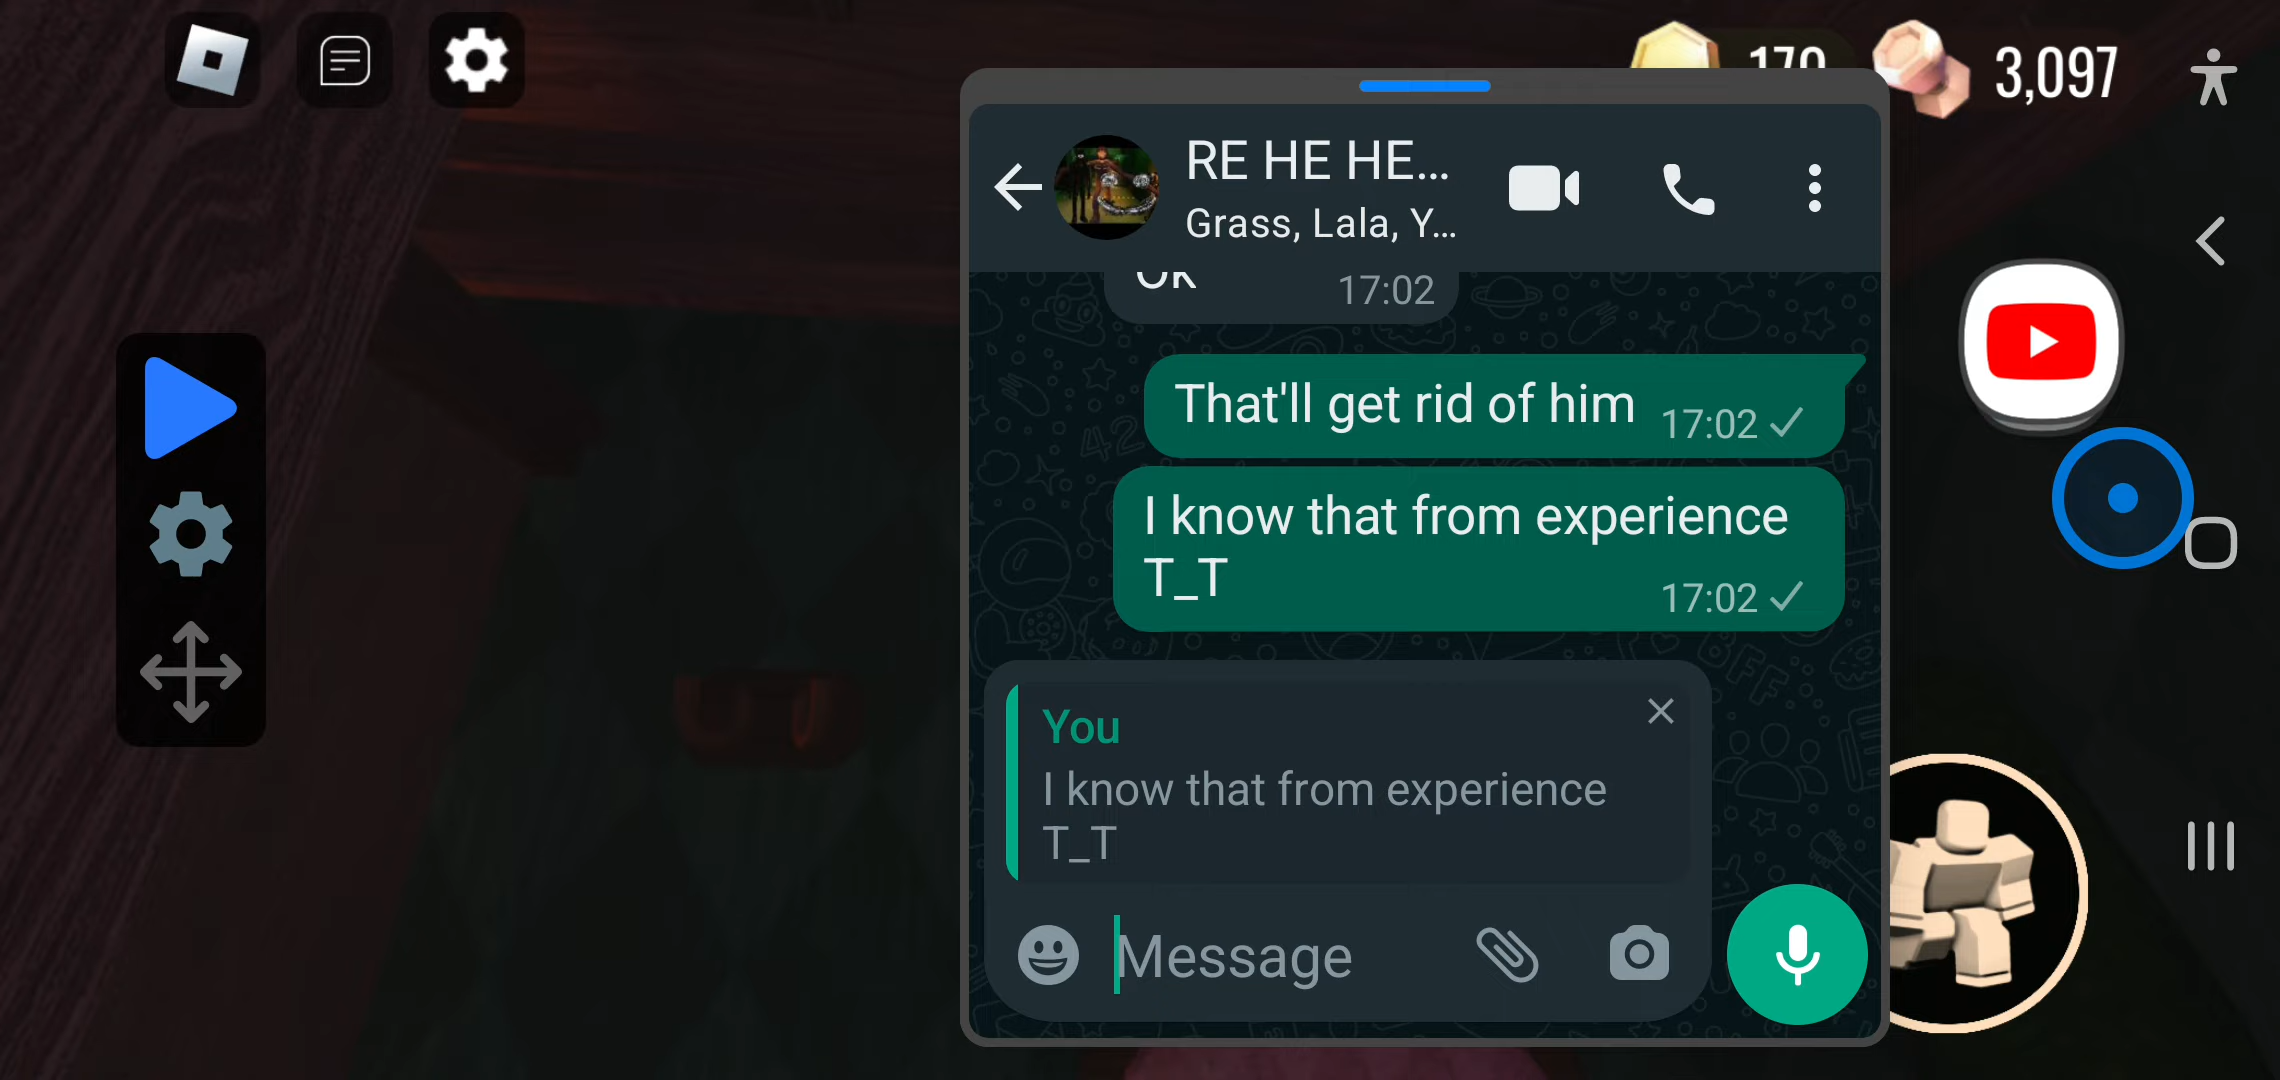 3,097
RE HE HE...
Grass, Lala, Y...
17:02
That'll get rid of him
17:02
I know that from experience
T_T
17:02
You
I know that from experience
T_T
Message